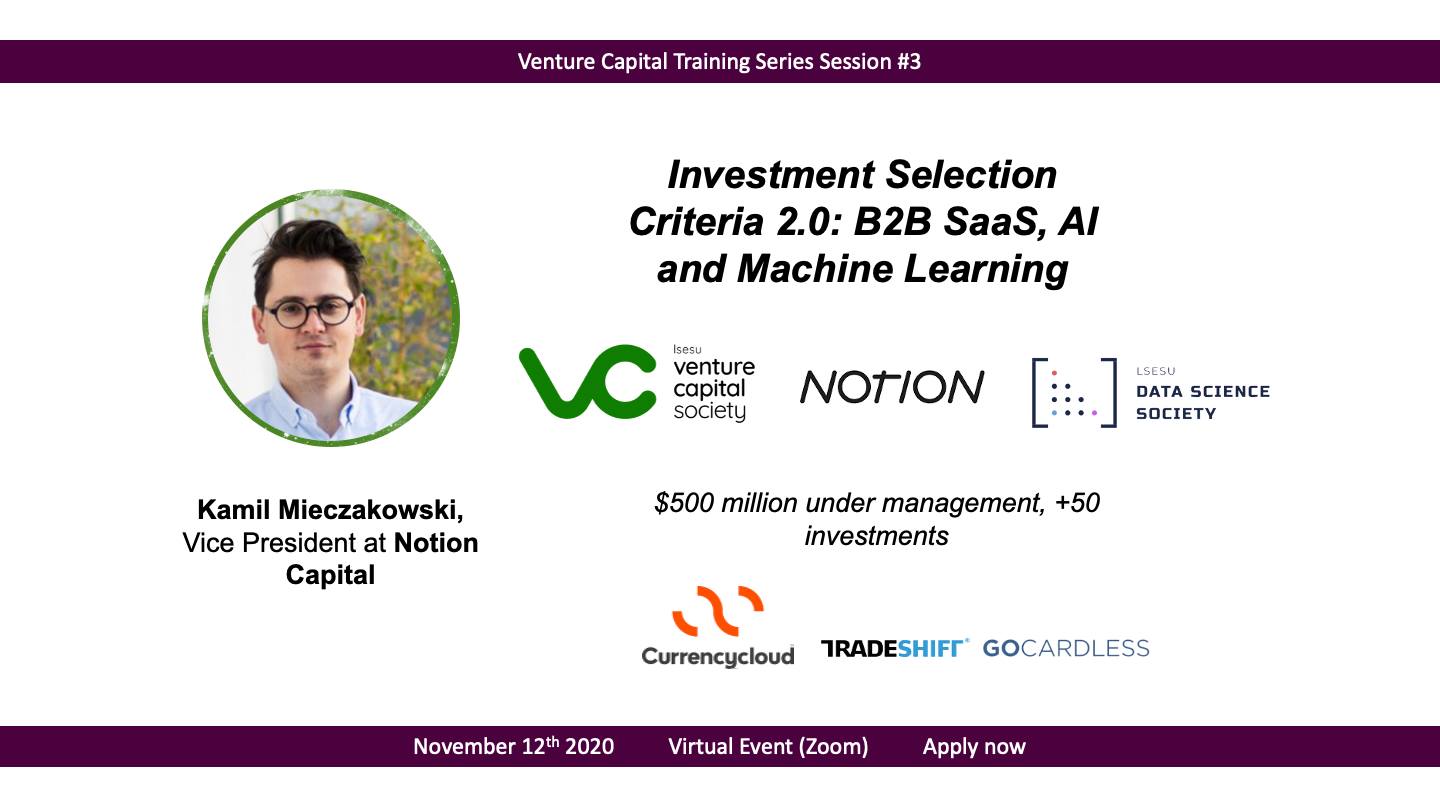 Venture Capital Training Series Session #3
Investment Selection
Criteria 2.0: B2B SaaS, AI
and Machine Learning
lsesu
venture
capital
society
NOTION
LSESU
DATA SCIENCE
SOCIETY
Kamil Mieczakowski,
Vice President at Notion
Capital
$500 million under management, +50
investments
Currencycloud
TRADESHIFT®
GOCARDLESS
November 12th 2020 Virtual Event (Zoom) Apply now